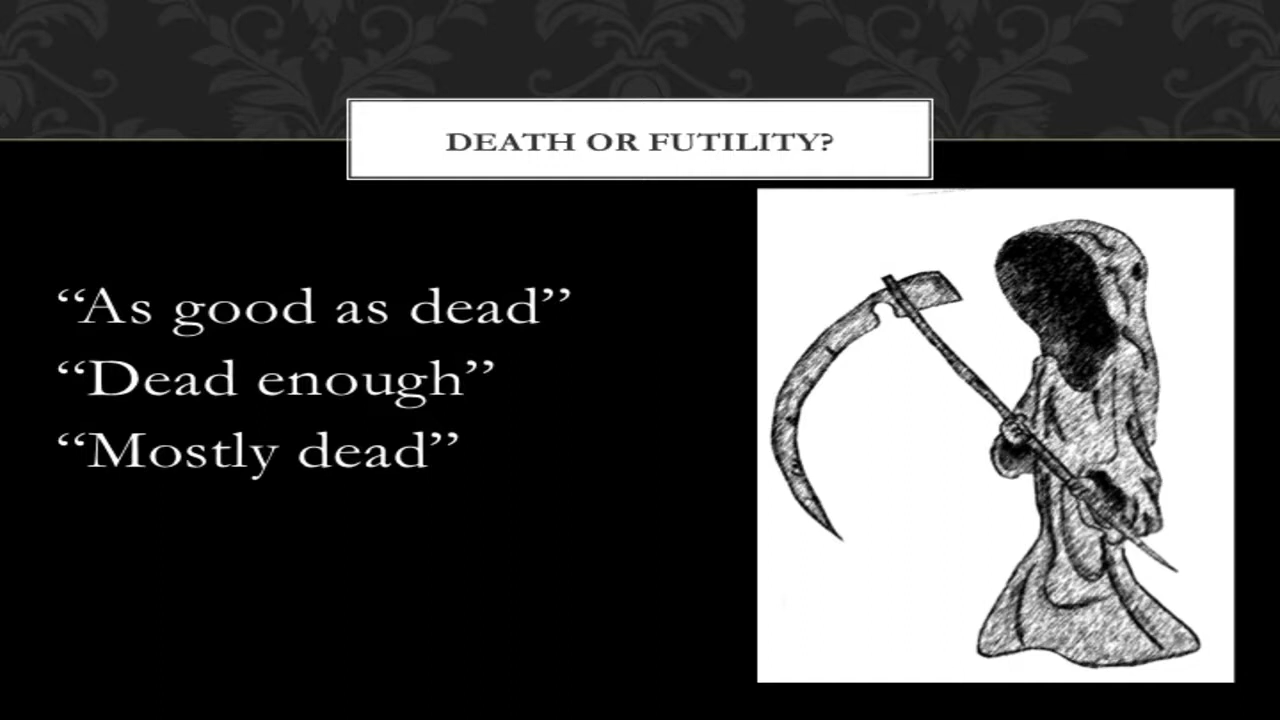 DEATH OR FUTILITY?
“As good as dead”
“Dead enough”
“Mostly dead”